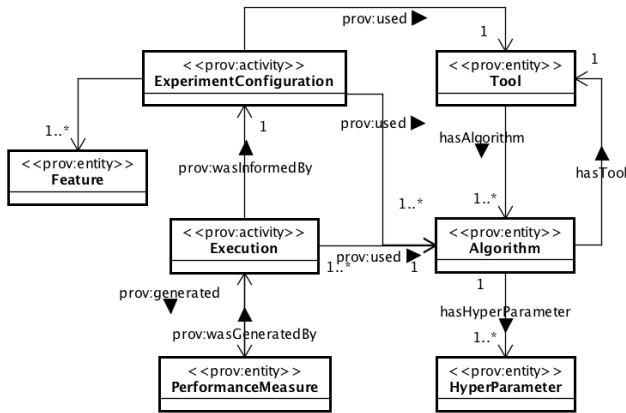 prov:used
1
1
<<prov:activity>>
ExperimentConfiguration
<<prov:entity>>
Tool
1..*
1
prov:used
hasAlgorithm
<<prov:entity>>
Feature
prov:wasInformedBy
hasTool
1..*
1..*
<<prov:activity>>
Execution
<<prov:entity>>
Algorithm
1..*
prov:used
1
1
prov:generated
hasHyperParameter
prov:wasGeneratedBy
1..*
<<prov:entity>>
PerformanceMeasure
<<prov:entity>>
HyperParameter